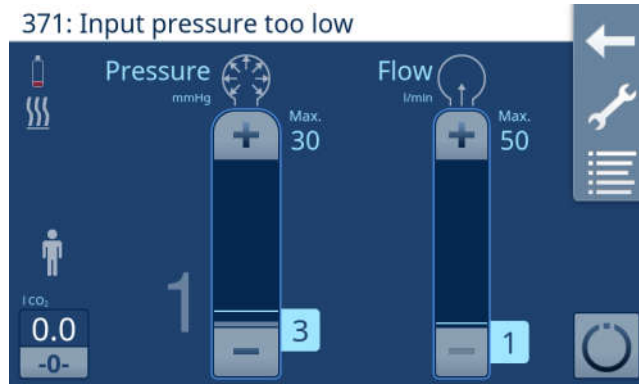 371: Input pressure too low
Pressure
mmHg
Max.
30
Flow
l/min
Max.
50
1
3
1
l CO₂
0.0
-0-